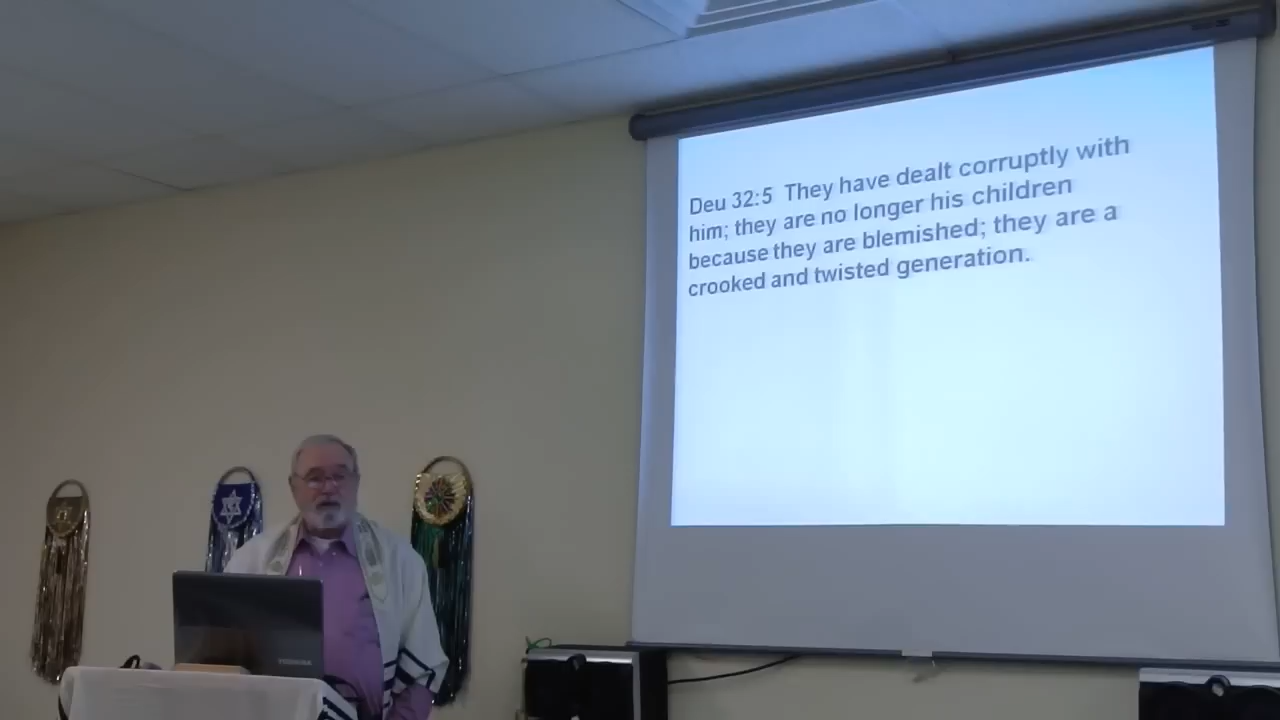 Deu 32:5 They have dealt corruptly with
him; they are no longer his children
because they are blemished; they are a
crooked and twisted generation.
TOSHIBA